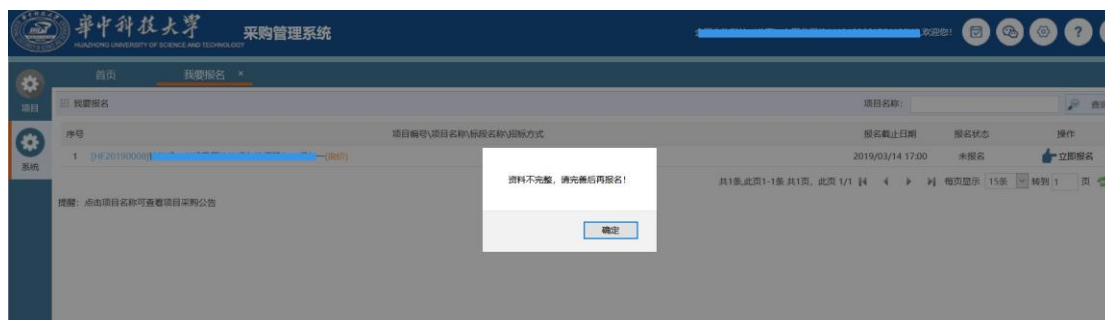 華中科技大学
HUAZHONG UNIVERSITY OF SCIENCE AND TECHNOLOGY
采购管理系统
欢迎您!
?
首页 我要报名 ×
项目
我要报名 项目名称:
序号 项目编号\项目名称\标段名称\招标方式 报名截止日期 报名状态 操作
1 [HF20190008] (询价) 2019/03/14 17:00 未报名 立即报名
系统
资料不完整，请完善后再报名！
共1条,此页1-1条 共1页, 此页 1/1 每页显示 15条 转到 1 页
提醒：点击项目名称可查看项目采购公告
确定